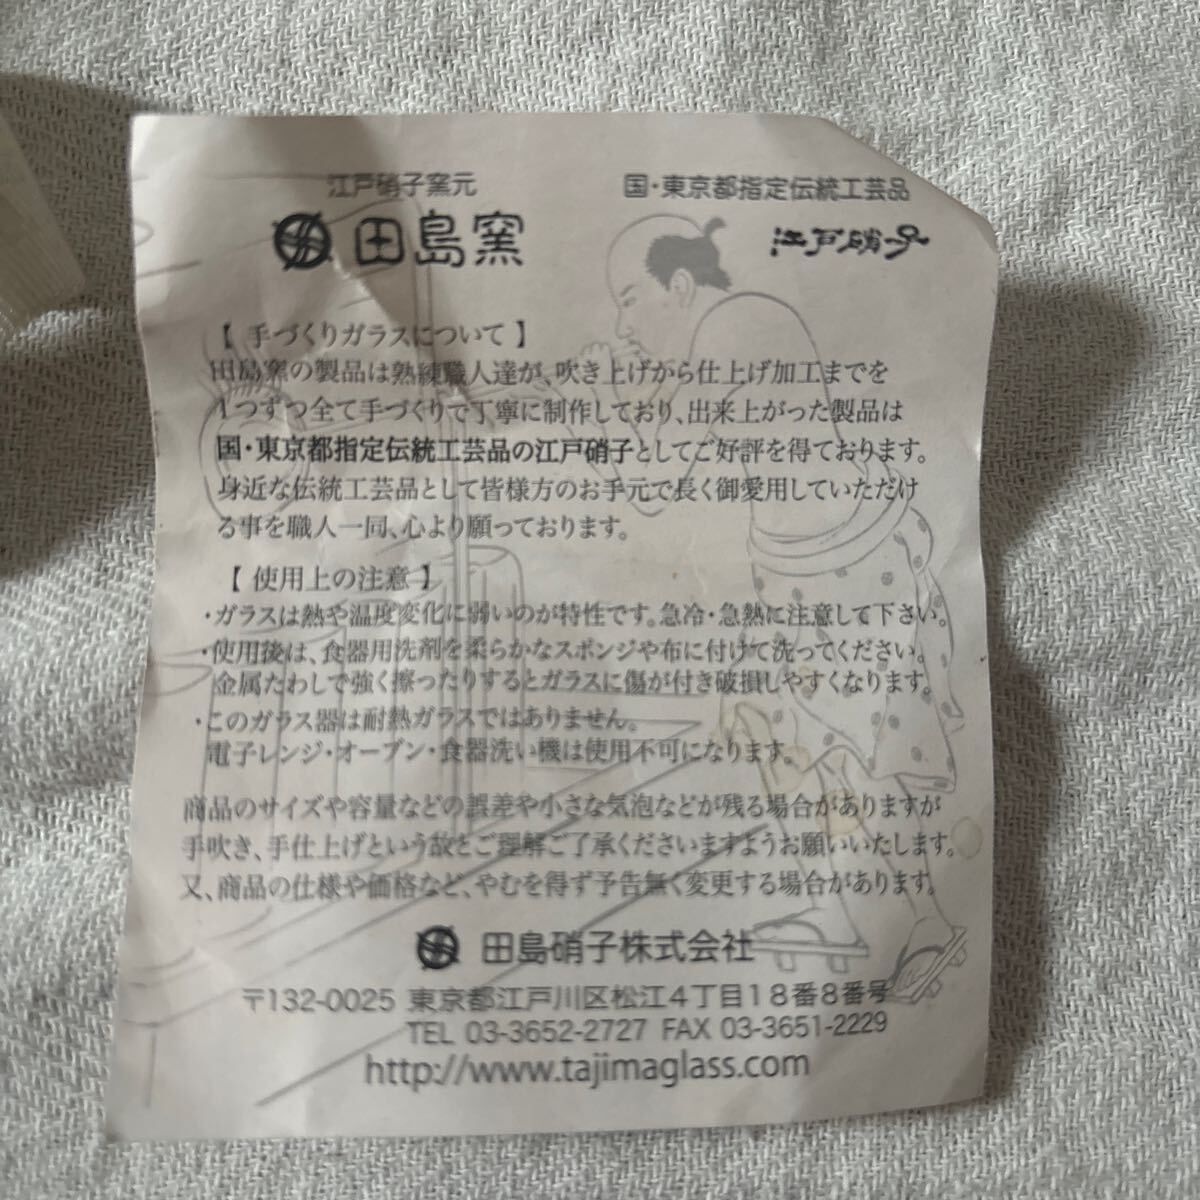 江戸硝子窯元
田島窯
国・東京都指定伝統工芸品
江戸硝子
【 手づくりガラスについて 】
田島窯の製品は熟練職人達が、吹き上げから仕上げ加工までを
1つずつ全て手づくりで丁寧に制作しており、出来上がった製品は
国・東京都指定伝統工芸品の江戸硝子としてご好評を得ております。
身近な伝統工芸品として皆様方のお手元で長く御愛用していただけ
る事を職人一同、心より願っております。
【 使用上の注意 】
・ガラスは熱や温度変化に弱いのが特性です。急冷・急熱に注意して下さい。
・使用後は、食器用洗剤を柔らかなスポンジや布に付けて洗ってください。
金属たわしで強く擦ったりするとガラスに傷が付き破損しやすくなります。
・このガラス器は耐熱ガラスではありません。
電子レンジ・オーブン・食器洗い機は使用不可になります。
商品のサイズや容量などの誤差や小さな気泡などが残る場合がありますが
手吹き、手仕上げという故とご理解ご了承くださいますようお願いいたします。
又、商品の仕様や価格など、やむを得ず予告無く変更する場合があります。
田島硝子株式会社
〒132-0025 東京都江戸川区松江4丁目18番8番号
TEL 03-3652-2727 FAX 03-3651-2229
http://www.tajimaglass.com